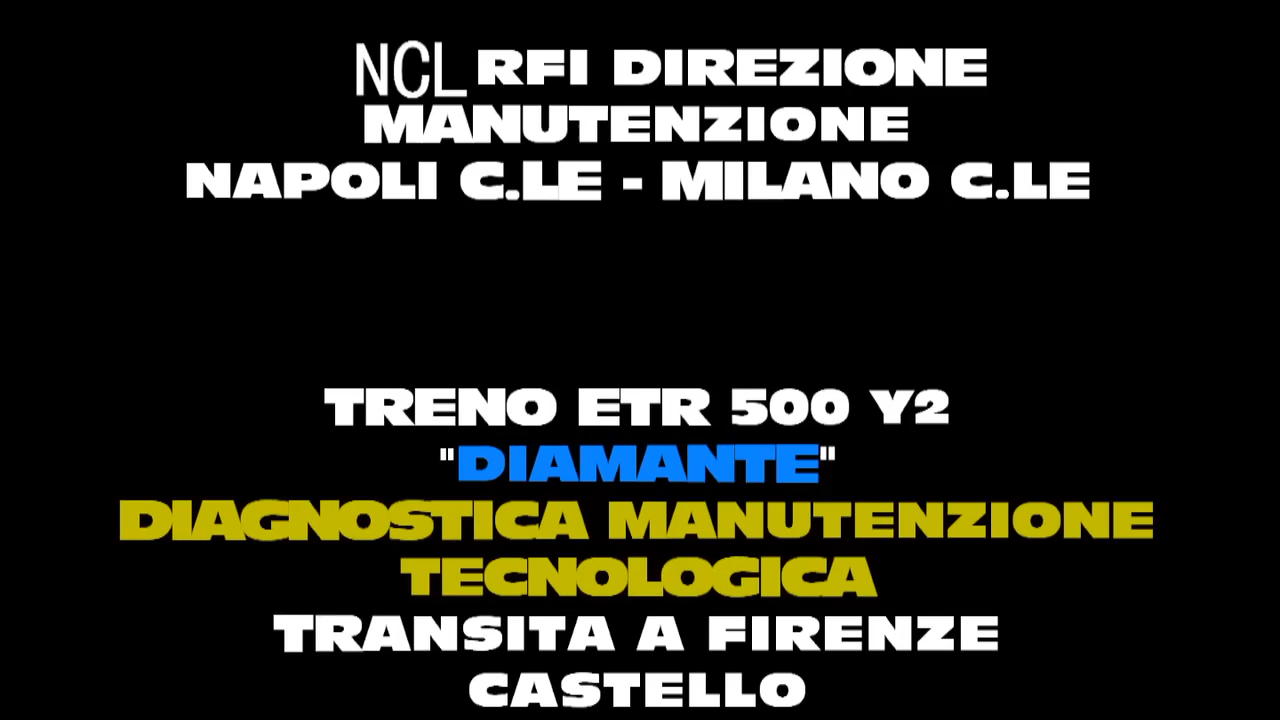 NCL RFI DIREZIONE
MANUTENZIONE
NAPOLI C.LE - MILANO C.LE
TRENO ETR 500 Y2
"DIAMANTE"
DIAGNOSTICA MANUTENZIONE
TECNOLOGICA
TRANSITA A FIRENZE
CASTELLO